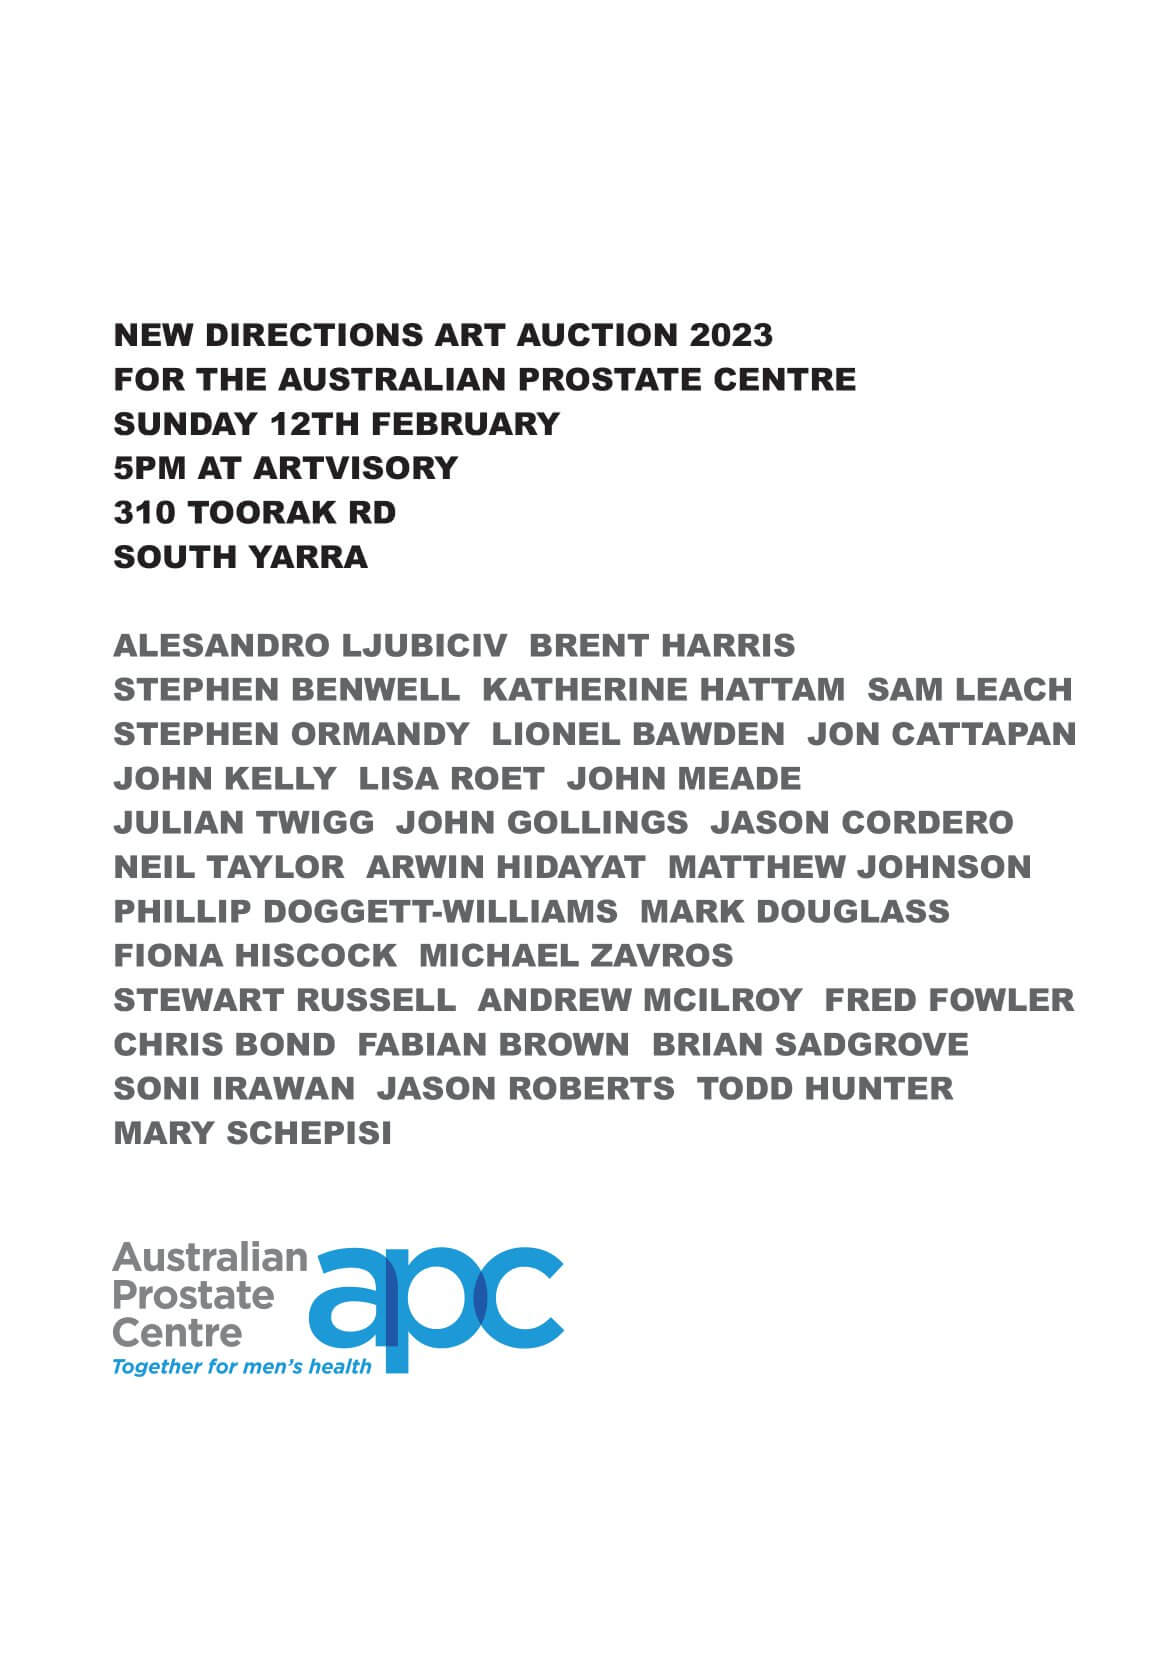 NEW DIRECTIONS ART AUCTION 2023
FOR THE AUSTRALIAN PROSTATE CENTRE
SUNDAY 12TH FEBRUARY
5PM AT ARTVISORY
310 TOORAK RD
SOUTH YARRA
ALESANDRO LJUBICIV BRENT HARRIS
STEPHEN BENWELL KATHERINE HATTAM SAM LEACH
STEPHEN ORMANDY LIONEL BAWDEN JON CATTAPAN
JOHN KELLY LISA ROET JOHN MEADE
JULIAN TWIGG JOHN GOLLINGS JASON CORDERO
NEIL TAYLOR ARWIN HIDAYAT MATTHEW JOHNSON
PHILLIP DOGGETT-WILLIAMS MARK DOUGLASS
FIONA HISCOCK MICHAEL ZAVROS
STEWART RUSSELL ANDREW MCILROY FRED FOWLER
CHRIS BOND FABIAN BROWN BRIAN SADGROVE
SONI IRAWAN JASON ROBERTS TODD HUNTER
MARY SCHEPISI
Australian
Prostate
Centre
Together for men's health
apc